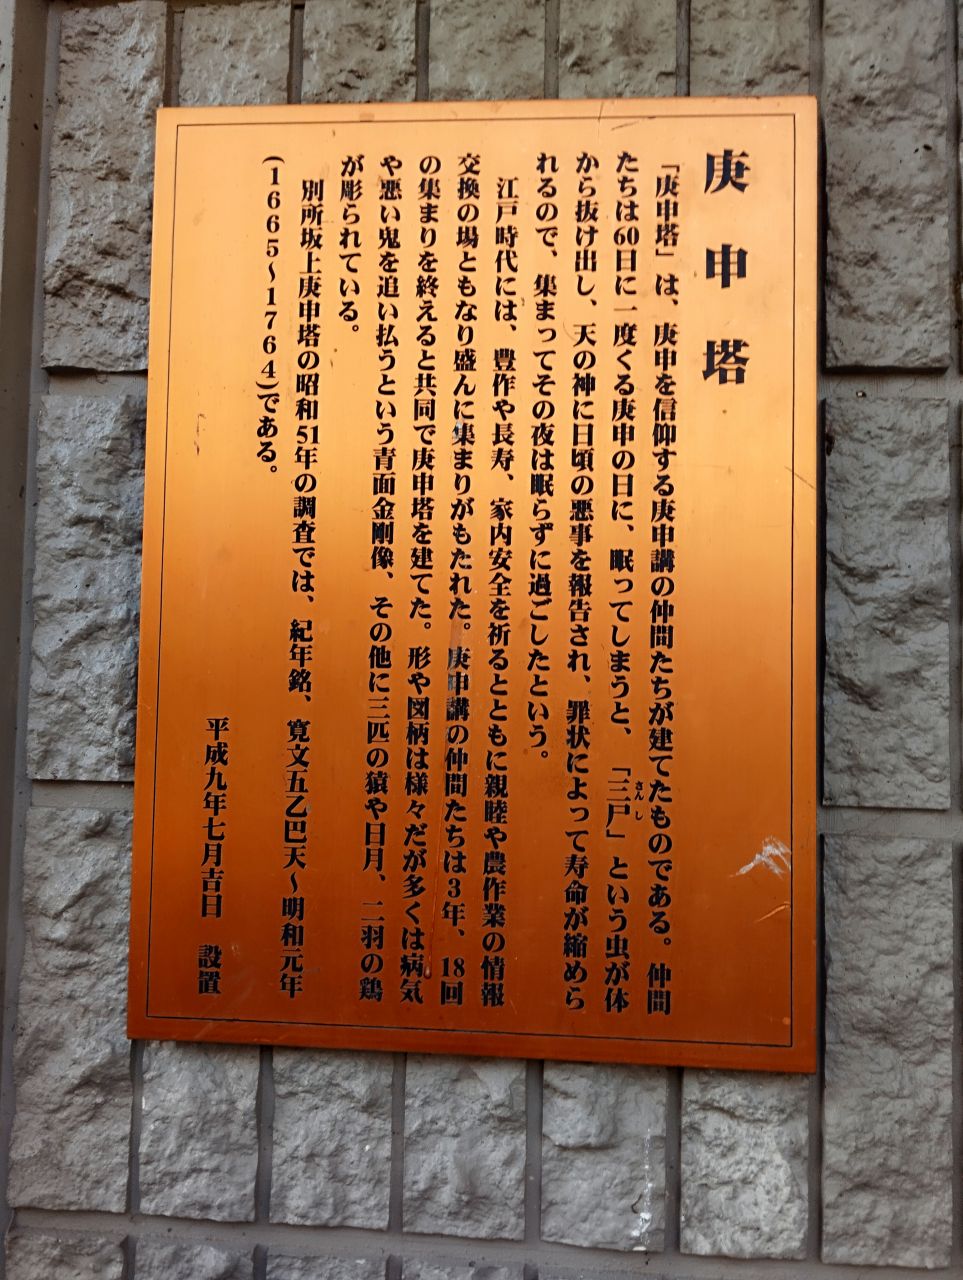 庚申塔
「庚申塔」は、庚申を信仰する庚申講の仲間たちが建てたものである。仲間
たちは60日に一度くる庚申の日に、眠ってしまうと、「三戸」という虫が体
さんし
から抜け出し、天の神に日頃の悪事を報告され、罪状によって寿命が縮めら
れるので、集まってその夜は眠らずに過ごしたという。
江戸時代には、豊作や長寿、家内安全を祈るとともに親睦や農作業の情報
交換の場ともなり盛んに集まりがもたれた。庚申講の仲間たちは3年、18回
の集まりを終えると共同で庚申塔を建てた。形や図柄は様々だが多くは病気
や悪い鬼を追い払うという青面金剛像、その他に三匹の猿や日月、二羽の鶏
が彫られている。
別所坂上庚申塔の昭和51年の調査では、紀年銘、寛文五乙巴天〜明和元年
(1665〜1764)である。
平成九年七月吉日 設置